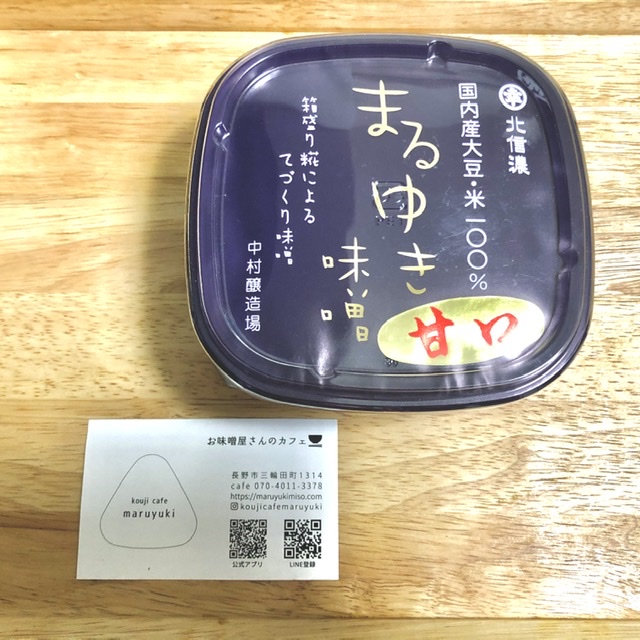 幸
北信濃
国内産大豆・米一〇〇%
まるゆき
味噌
甘口
箱盛り糀による
てづくり味噌
中村醸造場
お味噌屋さんのカフェ
kouji cafe
maruyuki
長野市三輪田町1314
cafe 070-4011-3378
https://maruyukimiso.com
koujicafemaruyuki
公式アプリ
LINE登録